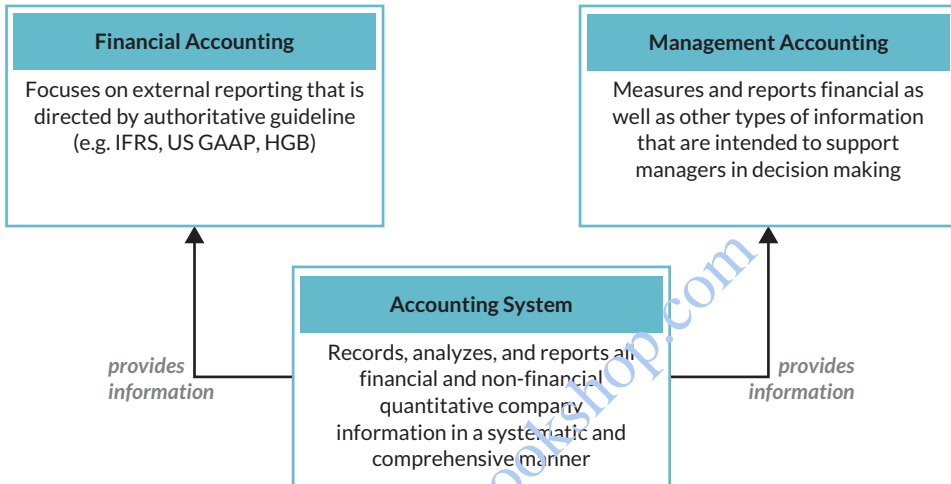 Financial Accounting
Focuses on external reporting that is
directed by authoritative guideline
(e.g. IFRS, US GAAP, HGB)
Management Accounting
Measures and reports financial as
well as other types of information
that are intended to support
managers in decision making
Accounting System
Records, analyzes, and reports all
financial and non-financial
quantitative company
information in a systematic and
comprehensive manner
provides
information
provides
information
ookshop.com